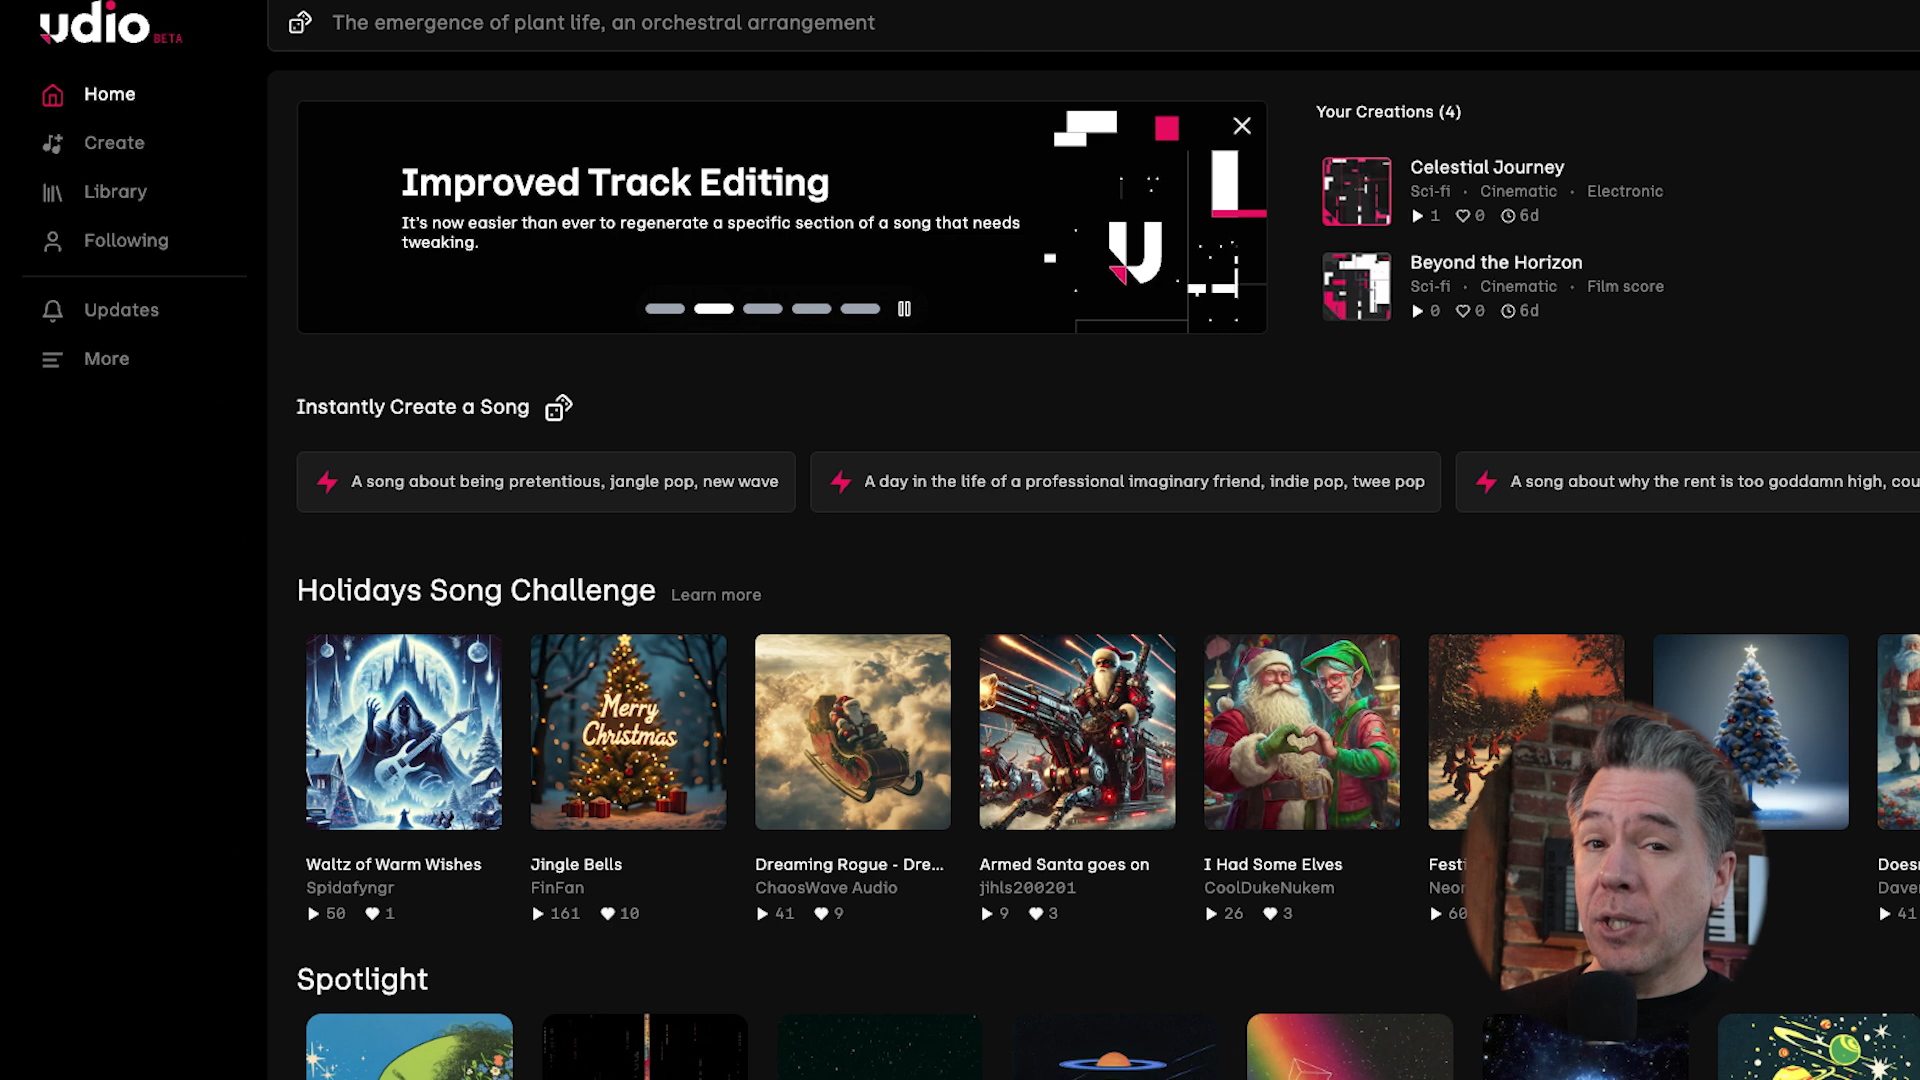 udio BETA
The emergence of plant life, an orchestral arrangement
Home
Create
Library
Following
Updates
More
Improved Track Editing
It's now easier than ever to regenerate a specific section of a song that needs
tweaking.
Your Creations (4)
Celestial Journey
Sci-fi · Cinematic · Electronic
1 0 6d
Beyond the Horizon
Sci-fi · Cinematic · Film score
0 0 6d
Instantly Create a Song
A song about being pretentious, jangle pop, new wave
A day in the life of a professional imaginary friend, indie pop, twee pop
A song about why the rent is too goddamn high, cou
Holidays Song Challenge Learn more
Merry
Christmas
Waltz of Warm Wishes
Spidafyngr
50 1
Jingle Bells
FinFan
161 10
Dreaming Rogue - Dre...
ChaosWave Audio
41 9
Armed Santa goes on
jihls200201
9 3
I Had Some Elves
CoolDukeNukem
26 3
Festi
Neon
60
Does
Daver
41
Spotlight